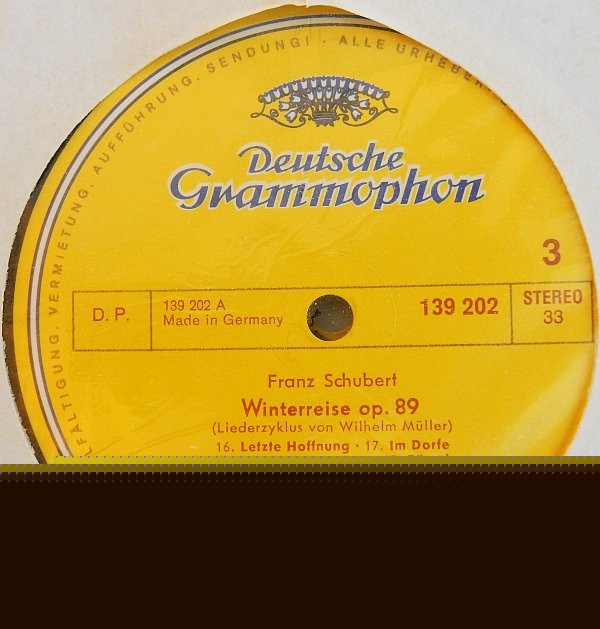 FÄLTIGUNG, VERMIETUNG, AUFFÜHRUNG, SENDUNG! · ALLE URHEBER
Deutsche
Grammophon
3
D. P.
139 202 A
Made in Germany
139 202
STEREO
33
Franz Schubert
Winterreise op. 89
(Liederzyklus von Wilhelm Müller)
16. Letzte Hoffnung · 17. Im Dorfe